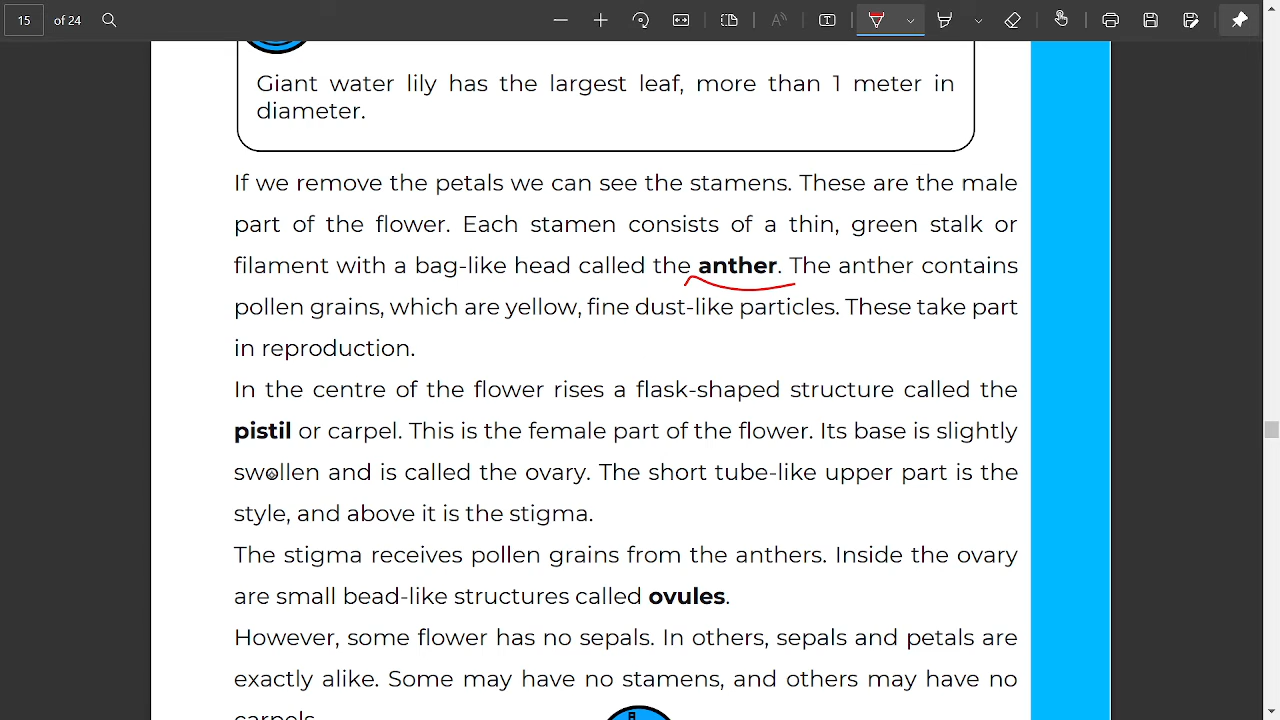 15 of 24
Giant water lily has the largest leaf, more than 1 meter in
diameter.
If we remove the petals we can see the stamens. These are the male
part of the flower. Each stamen consists of a thin, green stalk or
filament with a bag-like head called the anther. The anther contains
pollen grains, which are yellow, fine dust-like particles. These take part
in reproduction.
In the centre of the flower rises a flask-shaped structure called the
pistil or carpel. This is the female part of the flower. Its base is slightly
swollen and is called the ovary. The short tube-like upper part is the
style, and above it is the stigma.
The stigma receives pollen grains from the anthers. Inside the ovary
are small bead-like structures called ovules.
However, some flower has no sepals. In others, sepals and petals are
exactly alike. Some may have no stamens, and others may have no
carpels.